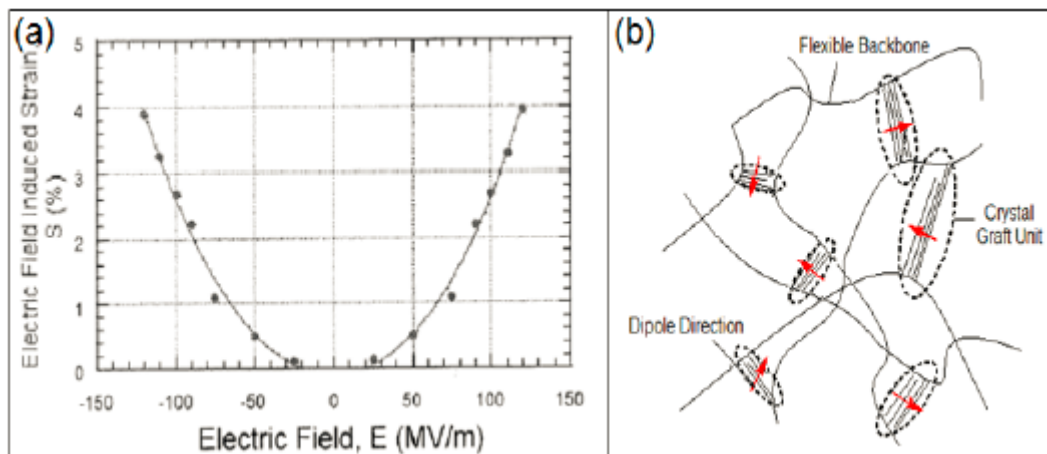 (a)
Electric Field Induced Strain
S (%)
5
4
3
2
1
0
-150
-100
-50
0
50
100
150
Electric Field, E (MV/m)
(b)
Flexible Backbone
Crystal
Graft Unit
Dipole Direction